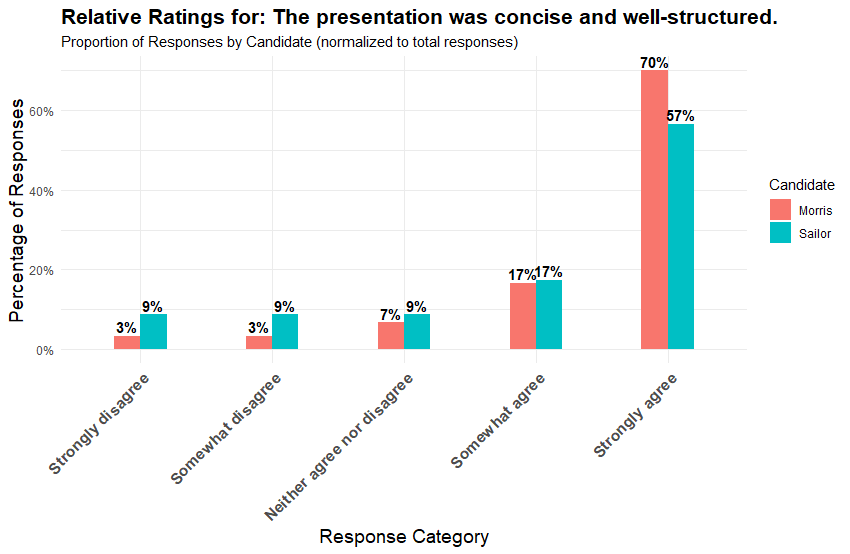 Relative Ratings for: The presentation was concise and well-structured.
Proportion of Responses by Candidate (normalized to total responses)
Percentage of Responses
60%
40%
20%
0%
3%
9%
3%
9%
7%
9%
17%
17%
70%
57%
Strongly disagree
Somewhat disagree
Neither agree nor disagree
Somewhat agree
Strongly agree
Response Category
Candidate
Morris
Sailor